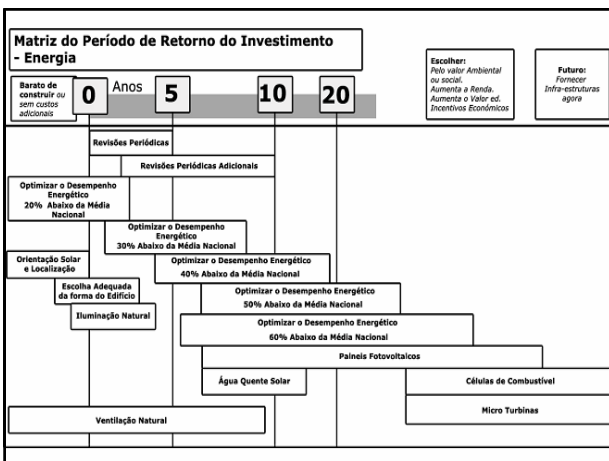 Matriz do Período de Retorno do Investimento
- Energia
Barato de
construir ou
sem custos
adicionais
0
Anos
5
10
20
Escolher:
Pelo valor Ambiental
ou social.
Aumenta a Renda.
Aumenta o Valor ed.
Incentivos Económicos
Futuro:
Fornecer
Infra-estruturas
agora
Revisões Periódicas
Revisões Periódicas Adicionais
Optimizar o Desempenho
Energético
20% Abaixo da Média
Nacional
Optimizar o Desempenho
Energético
30% Abaixo da Média Nacional
Orientação Solar
e Localização
Optimizar o Desempenho Energético
40% Abaixo da Média Nacional
Escolha Adequada
da forma do Edifício
Optimizar o Desempenho Energético
50% Abaixo da Média Nacional
Iluminação Natural
Optimizar o Desempenho Energético
60% Abaixo da Média Nacional
Paineis Fotovoltaicos
Água Quente Solar
Células de Combustível
Micro Turbinas
Ventilação Natural